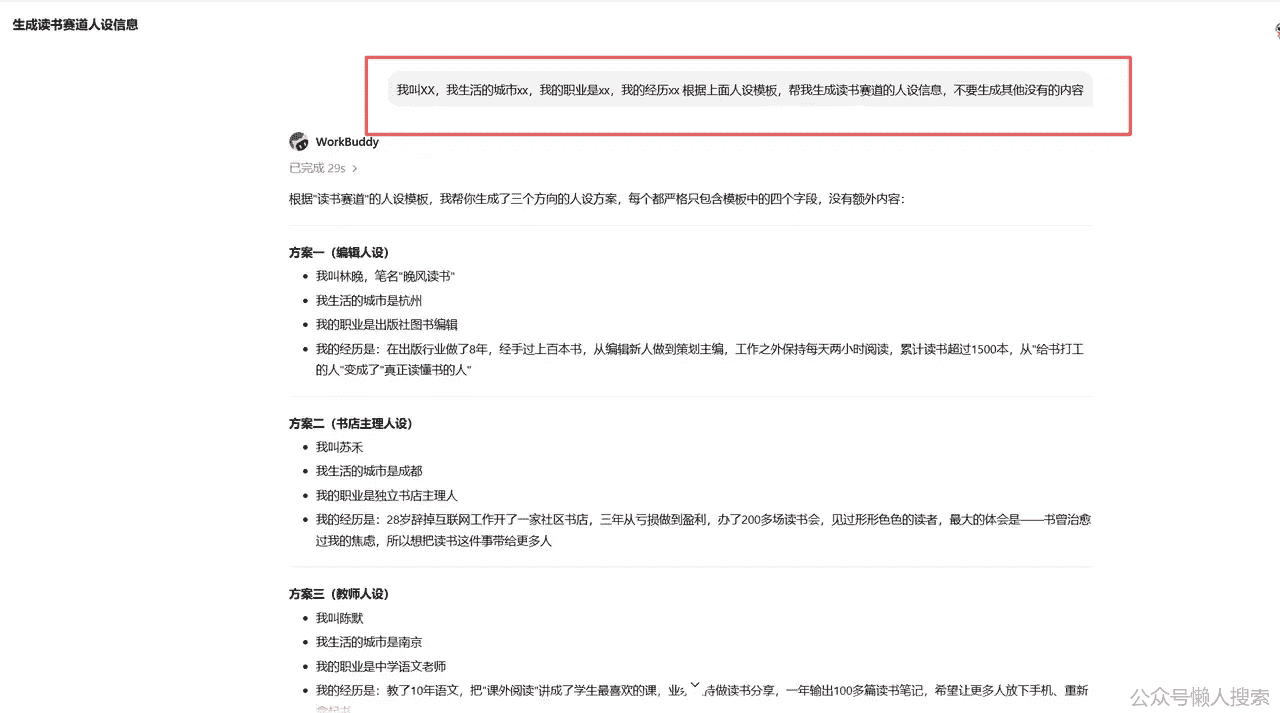 生成读书赛道人设信息
我叫XX，我生活的城市xx，我的职业是xx，我的经历xx 根据上面人设模板，帮我生成读书赛道的人设信息，不要生成其他没有的内容
WorkBuddy
已完成 29s >
根据"读书赛道"的人设模板，我帮你生成了三个方向的人设方案，每个都严格只包含模板中的四个字段，没有额外内容：
方案一（编辑人设）
• 我叫林晚，笔名"晚风读书"
• 我生活的城市是杭州
• 我的职业是出版社图书编辑
• 我的经历是：在出版行业做了8年，经手过上百本书，从编辑新人做到策划主编，工作之外保持每天两小时阅读，累计读书超过1500本，从"给书打工
的人"变成了"真正读懂书的人"
方案二（书店主理人设）
• 我叫苏禾
• 我生活的城市是成都
• 我的职业是独立书店主理人
• 我的经历是：28岁辞掉互联网工作开了一家社区书店，三年从亏损做到盈利，办了200多场读书会，见过形形色色的读者，最大的体会是——书曾治愈
过我的焦虑，所以想把读书这件事带给更多人
方案三（教师人设）
• 我叫陈默
• 我生活的城市是南京
• 我的职业是中学语文老师
• 我的经历是：教了10年语文，把"课外阅读"讲成了学生最喜欢的课，业 持做读书分享，一年输出100多篇读书笔记，希望让更多人放下手机、重新
公众号懒人搜索